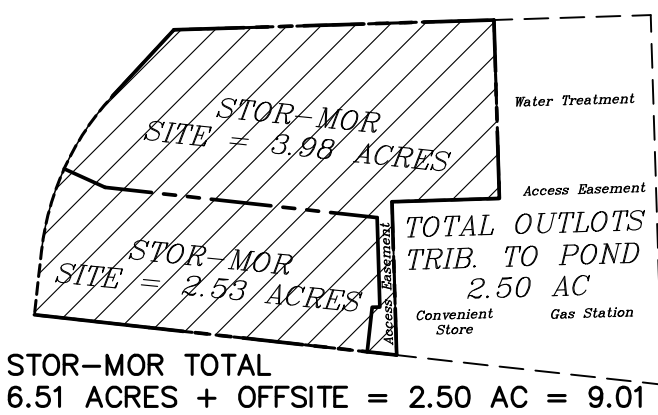 STOR-MOR
SITE = 3.98 ACRES
Water Treatment
Access Easement
STOR-MOR
SITE = 2.53 ACRES
Access Easement
TOTAL OUTLOTS
TRIB. TO POND
2.50 AC
Convenient
Store
Gas Station
STOR-MOR TOTAL
6.51 ACRES + OFFSITE = 2.50 AC = 9.01